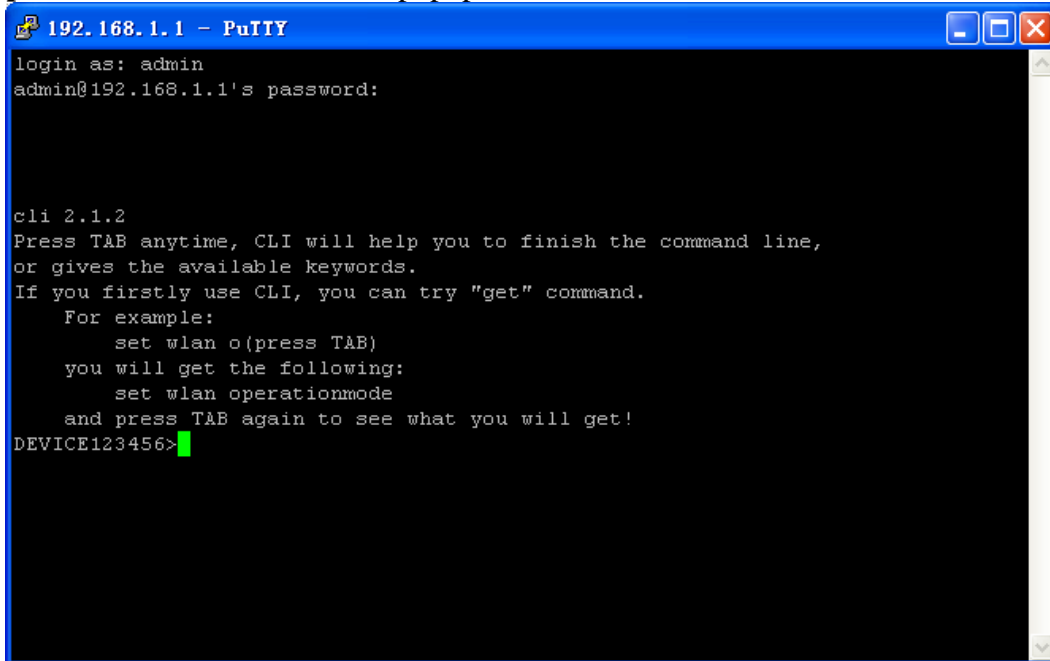 192.168.1.1 - PuTTY
login as: admin
admin@192.168.1.1's password:
cli 2.1.2
Press TAB anytime, CLI will help you to finish the command line,
or gives the available keywords.
If you firstly use CLI, you can try "get" command.
For example:
set wlan o(press TAB)
you will get the following:
set wlan operationmode
and press TAB again to see what you will get!
DEVICE123456>